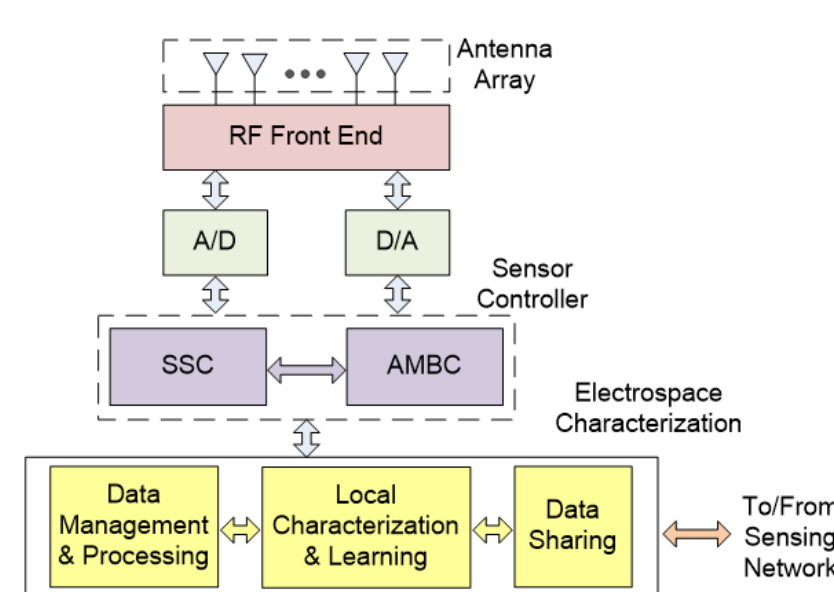 Antenna
Array
RF Front End
A/D
D/A
Sensor
Controller
SSC
AMBC
Electrospace
Characterization
Data
Management
& Processing
Local
Characterization
& Learning
Data
Sharing
To/From
Sensing
Network